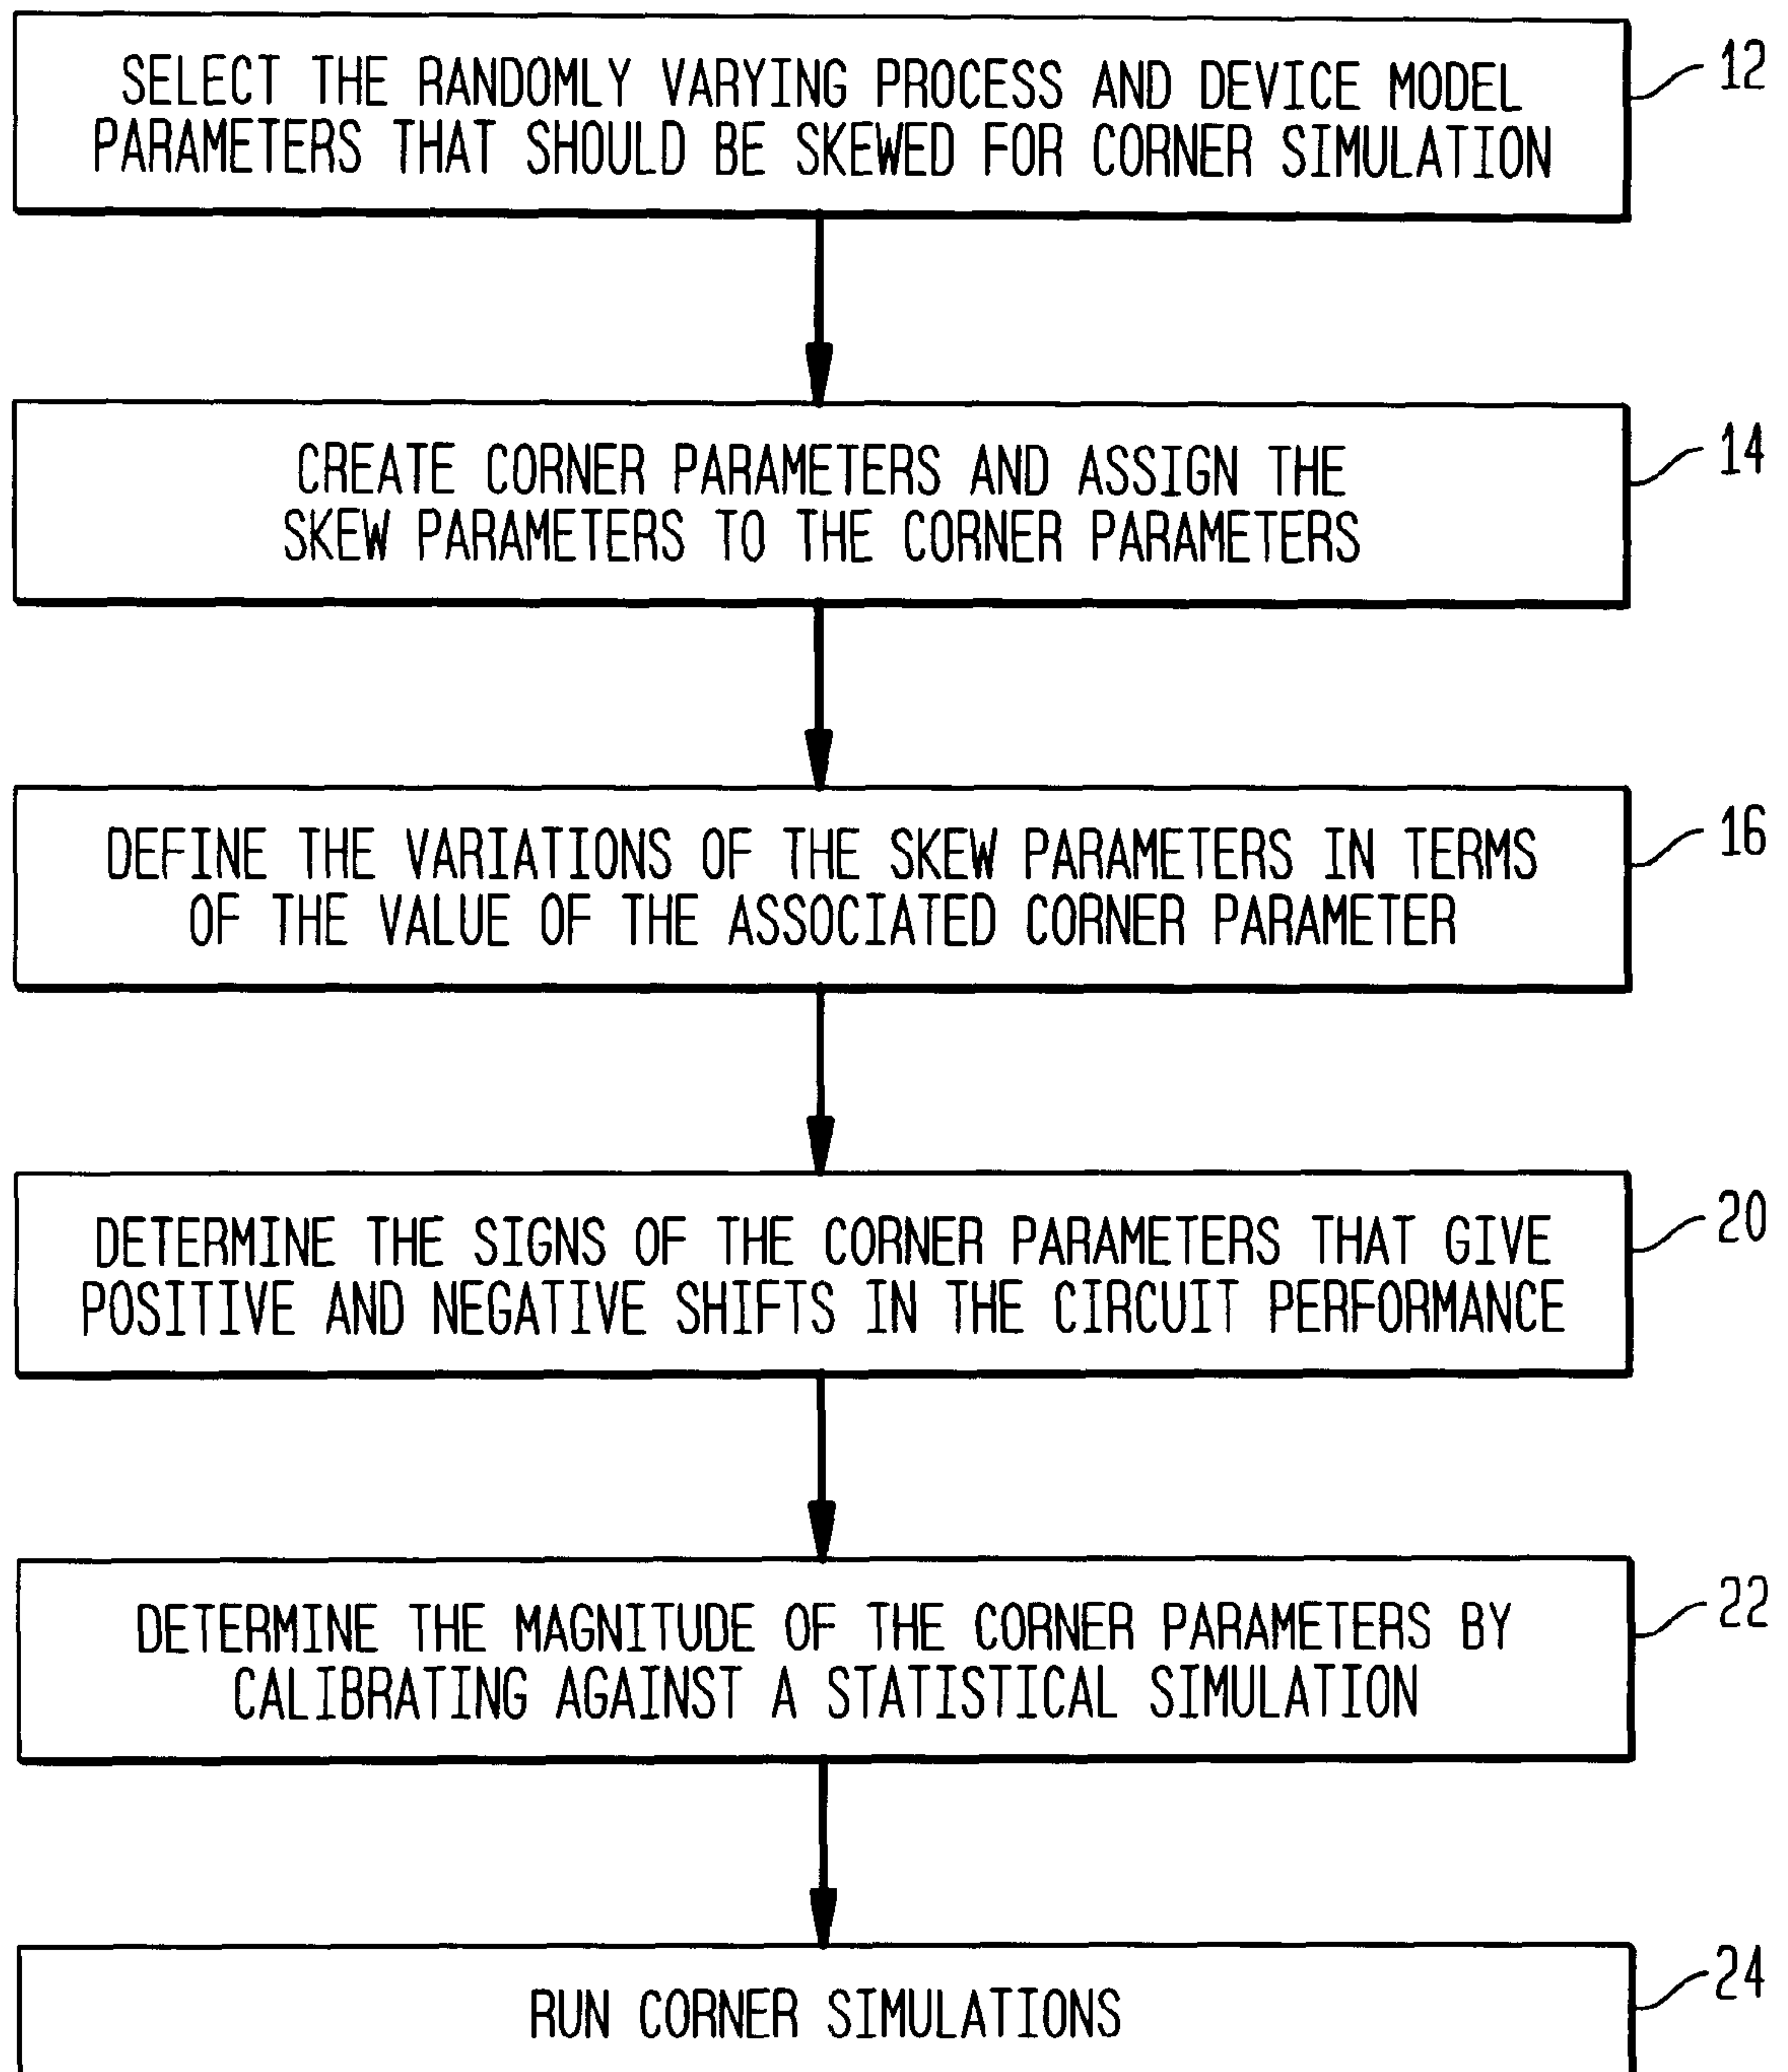 SELECT THE RANDOMLY VARYING PROCESS AND DEVICE MODEL
PARAMETERS THAT SHOULD BE SKEWED FOR CORNER SIMULATION
12
CREATE CORNER PARAMETERS AND ASSIGN THE
SKEW PARAMETERS TO THE CORNER PARAMETERS
14
DEFINE THE VARIATIONS OF THE SKEW PARAMETERS IN TERMS
OF THE VALUE OF THE ASSOCIATED CORNER PARAMETER
16
DETERMINE THE SIGNS OF THE CORNER PARAMETERS THAT GIVE
POSITIVE AND NEGATIVE SHIFTS IN THE CIRCUIT PERFORMANCE
20
DETERMINE THE MAGNITUDE OF THE CORNER PARAMETERS BY
CALIBRATING AGAINST A STATISTICAL SIMULATION
22
RUN CORNER SIMULATIONS
24